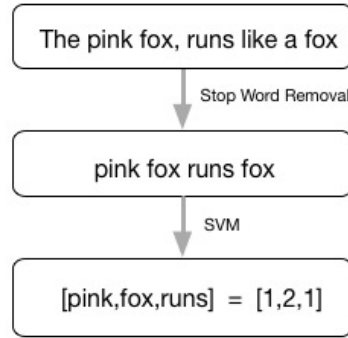 The pink fox, runs like a fox
Stop Word Removal
pink fox runs fox
SVM
[pink,fox,runs] = [1,2,1]